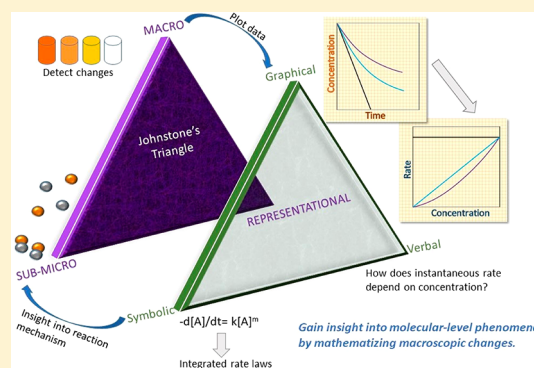 MACRO
Plot data
Detect changes
Graphical
Concentration
Time
Johnstone's
Triangle
Rate
Concentration
REPRESENTATIONAL
SUB-MICRO
Verbal
How does instantaneous rate
depend on concentration?
Symbolic
Insight into reaction
mechanism
-d[A]/dt= k[A]ᵐ
Integrated rate laws
Gain insight into molecular-level phenomena
by mathematizing macroscopic changes.